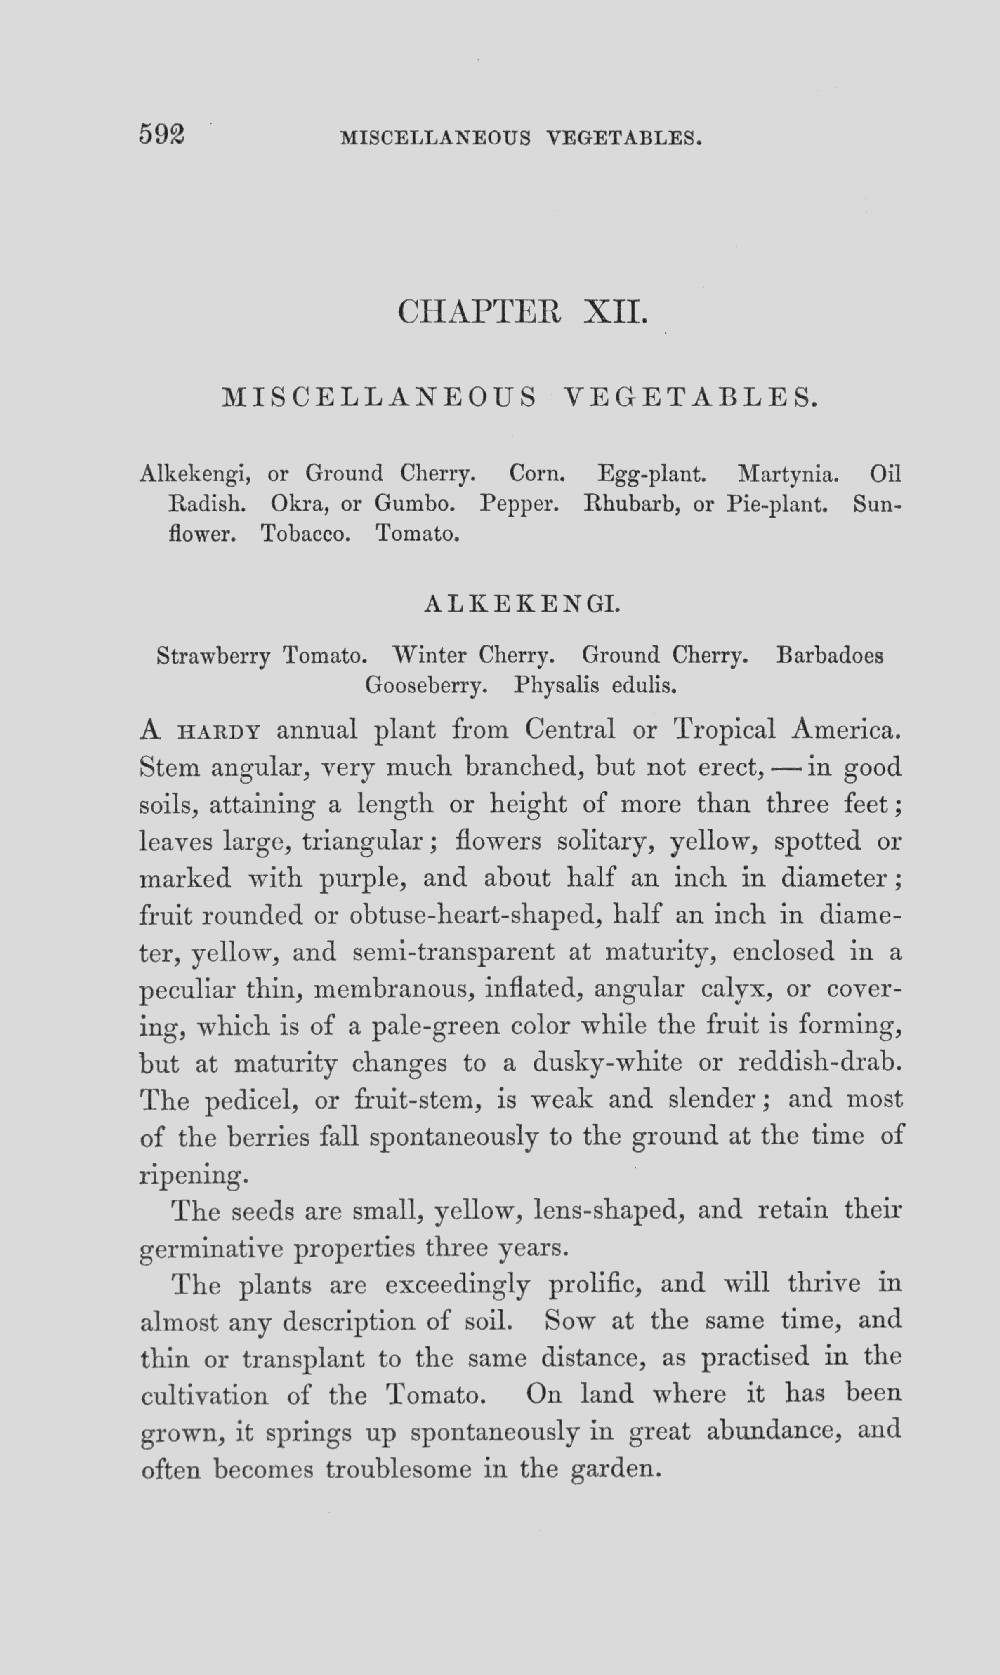 592 MISCELLANEOUS VEGETABLES.
CHAPTER XII.
MISCELLANEOUS VEGETABLES.
Alkekengi, or Ground Cherry. Corn. Egg-plant. Martynia. Oil
Radish. Okra, or Gumbo. Pepper. Rhubarb, or Pie-plant. Sun-
flower. Tobacco. Tomato.
ALKEKENGI.
Strawberry Tomato. Winter Cherry. Ground Cherry. Barbadoes
Gooseberry. Physalis edulis.
A HARDY annual plant from Central or Tropical America.
Stem angular, very much branched, but not erect, — in good
soils, attaining a length or height of more than three feet;
leaves large, triangular; flowers solitary, yellow, spotted or
marked with purple, and about half an inch in diameter;
fruit rounded or obtuse-heart-shaped, half an inch in diame-
ter, yellow, and semi-transparent at maturity, enclosed in a
peculiar thin, membranous, inflated, angular calyx, or cover-
ing, which is of a pale-green color while the fruit is forming,
but at maturity changes to a dusky-white or reddish-drab.
The pedicel, or fruit-stem, is weak and slender; and most
of the berries fall spontaneously to the ground at the time of
ripening.
The seeds are small, yellow, lens-shaped, and retain their
germinative properties three years.
The plants are exceedingly prolific, and will thrive in
almost any description of soil. Sow at the same time, and
thin or transplant to the same distance, as practised in the
cultivation of the Tomato. On land where it has been
grown, it springs up spontaneously in great abundance, and
often becomes troublesome in the garden.